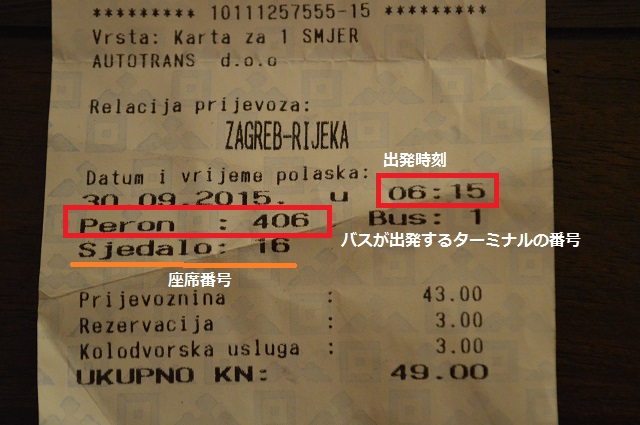 ********* 10111257555-15 *********
Vrsta: Karta za 1 SMJER
AUTOTRANS d.o.o
Relacija prijevoza:
ZAGREB-RIJEKA
出発時刻
Datum i vrijeme polaska:
30.09.2015. u 06:15
Peron : 406 Bus: 1
バスが出発するターミナルの番号
Sjedalo: 16
座席番号
Prijevoznina : 43.00
Rezervacija : 3.00
Kolodvorska usluga : 3.00
UKUPNO KN: 49.00